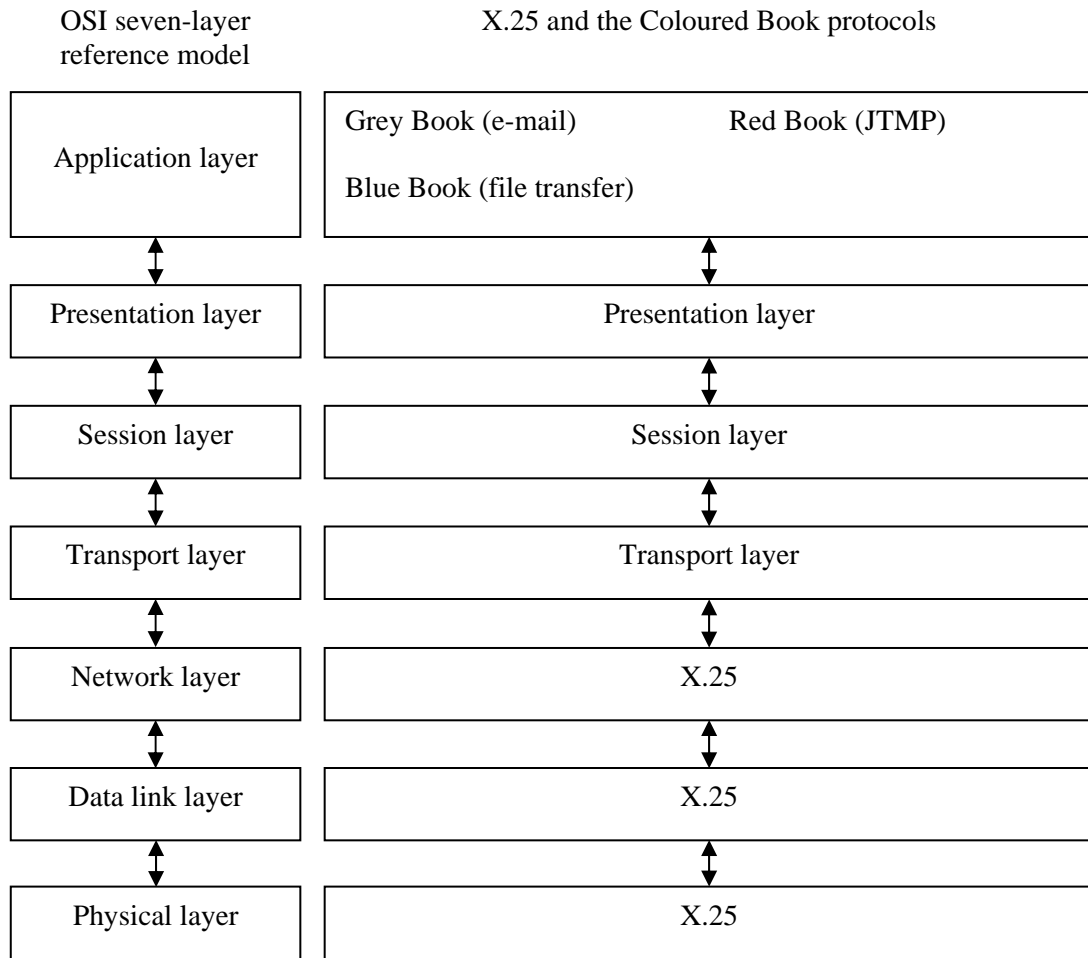 OSI seven-layer
reference model
X.25 and the Coloured Book protocols
Application layer
Grey Book (e-mail) Red Book (JTMP)
Blue Book (file transfer)
Presentation layer
Presentation layer
Session layer
Session layer
Transport layer
Transport layer
Network layer
X.25
Data link layer
X.25
Physical layer
X.25